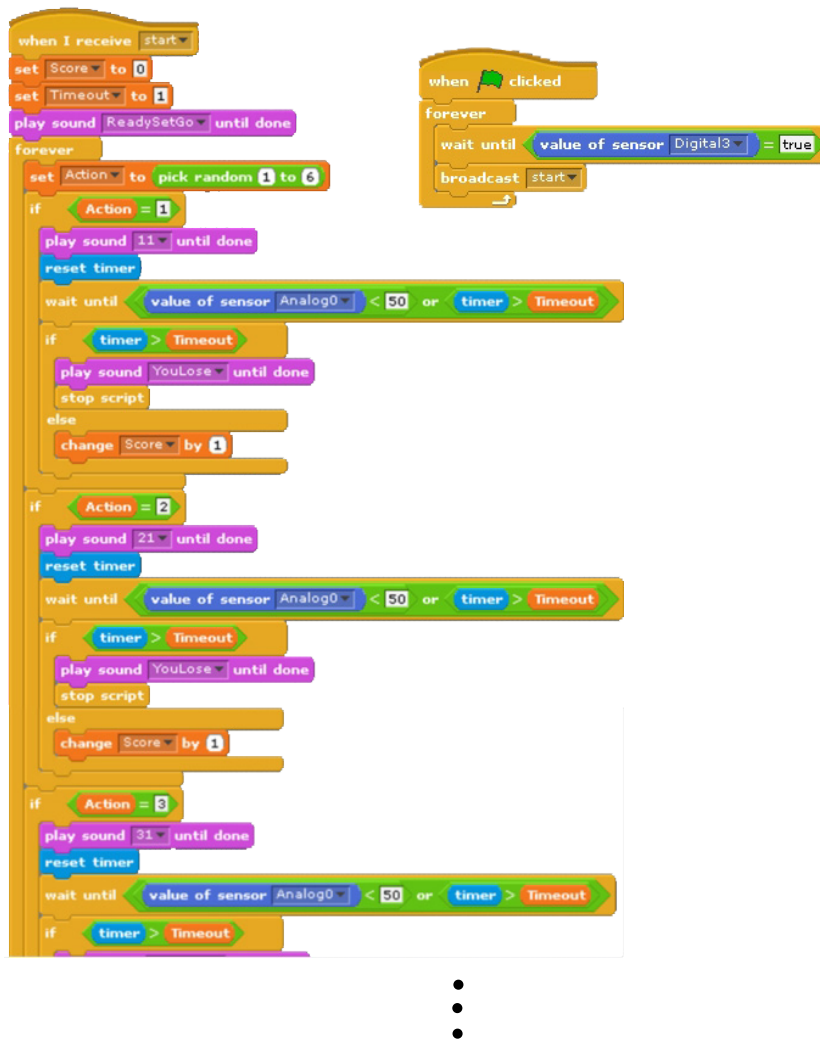 when I receive start
set Score to 0
set Timeout to 1
play sound ReadySetGo until done
forever
set Action to pick random 1 to 6
if Action = 1
play sound 11 until done
reset timer
wait until value of sensor Analog0 < 50 or timer > Timeout
if timer > Timeout
play sound YouLose until done
stop script
else
change Score by 1
if Action = 2
play sound 21 until done
reset timer
wait until value of sensor Analog0 < 50 or timer > Timeout
if timer > Timeout
play sound YouLose until done
stop script
else
change Score by 1
if Action = 3
play sound 31 until done
reset timer
wait until value of sensor Analog0 < 50 or timer > Timeout
if timer > Timeout
when clicked
forever
wait until value of sensor Digital3 = true
broadcast start